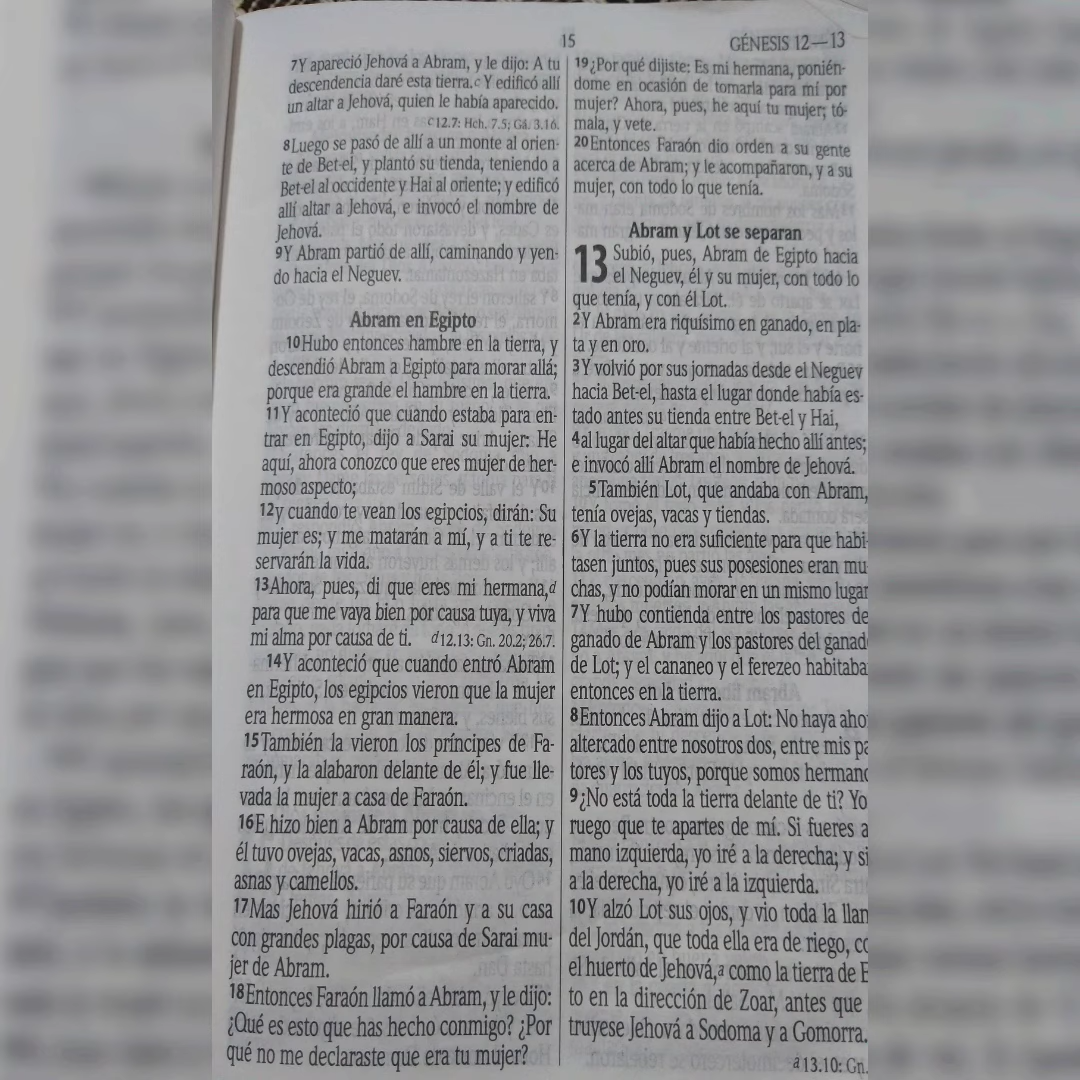 15
GÉNESIS 12—13
7Y apareció Jehová a Abram, y le dijo: A tu
descendencia daré esta tierra.c Y edificó allí
un altar a Jehová, quien le había aparecido.
c12.7: Hch. 7.5; Gá. 3.16.
8Luego se pasó de allí a un monte al orien-
te de Bet-el, y plantó su tienda, teniendo a
Bet-el al occidente y Hai al oriente; y edificó
allí altar a Jehová, e invocó el nombre de
Jehová.
9Y Abram partió de allí, caminando y yen-
do hacia el Neguev.
Abram en Egipto
10Hubo entonces hambre en la tierra, y
descendió Abram a Egipto para morar allá;
porque era grande el hambre en la tierra.
11Y aconteció que cuando estaba para en-
trar en Egipto, dijo a Sarai su mujer: He
aquí, ahora conozco que eres mujer de her-
moso aspecto;
12y cuando te vean los egipcios, dirán: Su
mujer es; y me matarán a mí, y a ti te re-
servarán la vida.
13Ahora, pues, di que eres mi hermana,d
para que me vaya bien por causa tuya, y viva
mi alma por causa de ti. d12.13: Gn. 20.2; 26.7.
14Y aconteció que cuando entró Abram
en Egipto, los egipcios vieron que la mujer
era hermosa en gran manera.
15También la vieron los príncipes de Fa-
raón, y la alabaron delante de él; y fue lle-
vada la mujer a casa de Faraón.
16E hizo bien a Abram por causa de ella; y
él tuvo ovejas, vacas, asnos, siervos, criadas,
asnas y camellos.
17Mas Jehová hirió a Faraón y a su casa
con grandes plagas, por causa de Sarai mu-
jer de Abram.
18Entonces Faraón llamó a Abram, y le dijo:
¿Qué es esto que has hecho conmigo? ¿Por
qué no me declaraste que era tu mujer?
19¿Por qué dijiste: Es mi hermana, ponién-
dome en ocasión de tomarla para mí por
mujer? Ahora, pues, he aquí tu mujer; tó-
mala, y vete.
20Entonces Faraón dio orden a su gente
acerca de Abram; y le acompañaron, y a su
mujer, con todo lo que tenía.
Abram y Lot se separan
13 Subió, pues, Abram de Egipto hacia
el Neguev, él y su mujer, con todo lo
que tenía, y con él Lot.
2Y Abram era riquísimo en ganado, en pla-
ta y en oro.
3Y volvió por sus jornadas desde el Neguev
hacia Bet-el, hasta el lugar donde había es-
tado antes su tienda entre Bet-el y Hai,
4al lugar del altar que había hecho allí antes;
e invocó allí Abram el nombre de Jehová.
5También Lot, que andaba con Abram,
tenía ovejas, vacas y tiendas.
6Y la tierra no era suficiente para que habi
tasen juntos, pues sus posesiones eran mu
chas, y no podían morar en un mismo lugar
7Y hubo contienda entre los pastores de
ganado de Abram y los pastores del ganad
de Lot; y el cananeo y el ferezeo habitaba
entonces en la tierra.
8Entonces Abram dijo a Lot: No haya aho
altercado entre nosotros dos, entre mis pa
tores y los tuyos, porque somos herman
9¿No está toda la tierra delante de ti? Yo
ruego que te apartes de mí. Si fueres a
mano izquierda, yo iré a la derecha; y si
a la derecha, yo iré a la izquierda.
10Y alzó Lot sus ojos, y vio toda la llan
del Jordán, que toda ella era de riego, co
el huerto de Jehová,a como la tierra de E
to en la dirección de Zoar, antes que
truyese Jehová a Sodoma y a Gomorra.
a13.10: Gn.